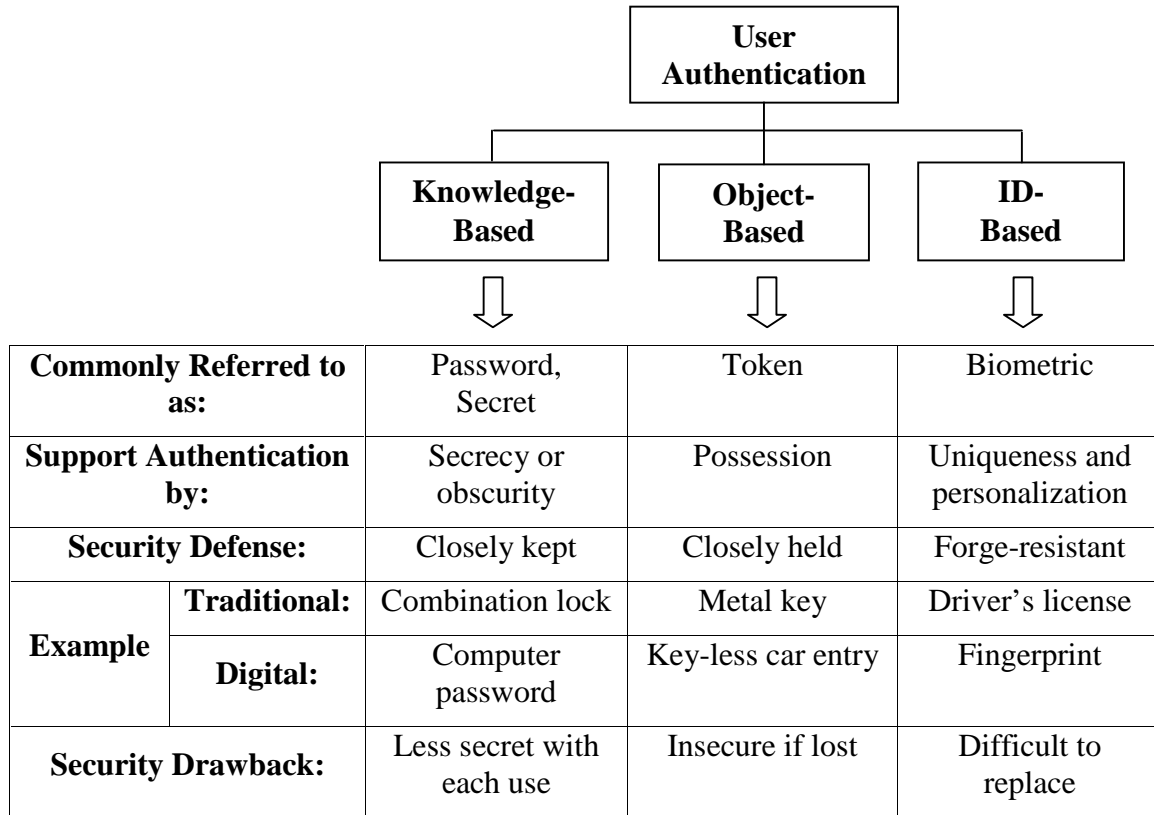 User
Authentication
Knowledge-
Based
Object-
Based
ID-
Based
Commonly Referred to
as:
Password,
Secret
Token
Biometric
Support Authentication
by:
Secrecy or
obscurity
Possession
Uniqueness and
personalization
Security Defense:
Closely kept
Closely held
Forge-resistant
Example
Traditional:
Combination lock
Metal key
Driver’s license
Digital:
Computer
password
Key-less car entry
Fingerprint
Security Drawback:
Less secret with
each use
Insecure if lost
Difficult to
replace